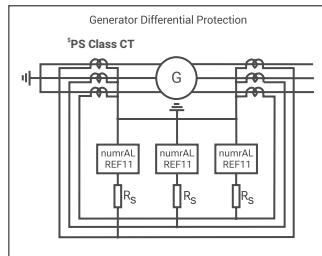 Generator Differential Protection
$PS Class CT
G
numrAL numrAL numrAL
REF11 REF11 REF11
RS RS RS